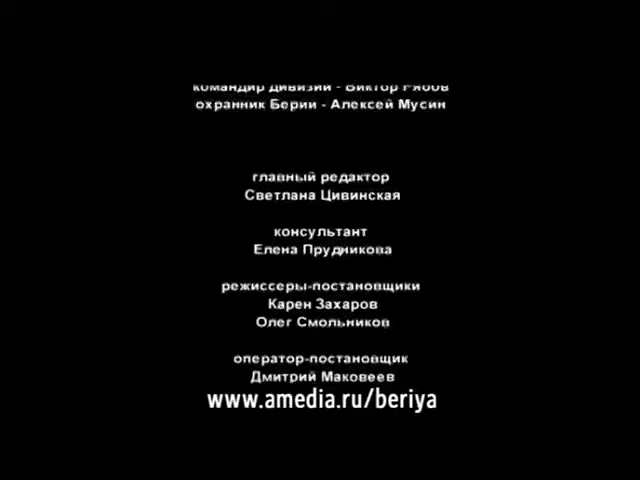 командир дивизии - Виктор Рябов
охранник Берии - Алексей Мусин
главный редактор
Светлана Цивинская
консультант
Елена Прудникова
режиссеры-постановщики
Карен Захаров
Олег Смольников
оператор-постановщик
Дмитрий Маковеев
www.amedia.ru/beriya